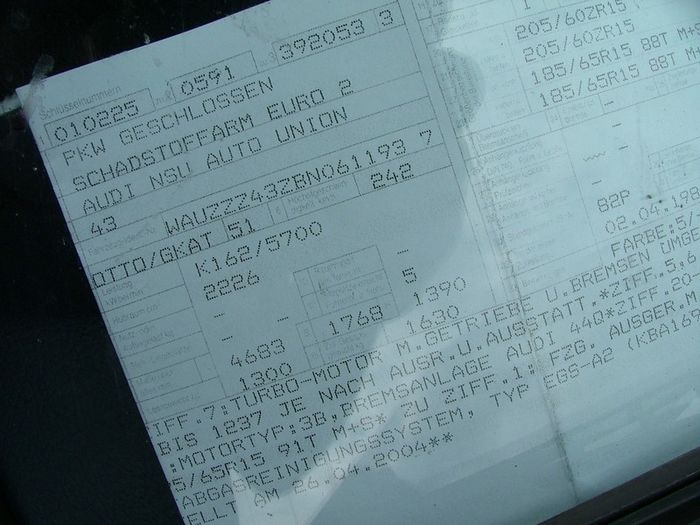 Schlüsselnummern
010225 0591 392053 3
PKW GESCHLOSSEN
SCHADSTOFFARM EURO 2
AUDI NSU AUTO UNION
43
WAUZZZ43ZBN061193 7
OTTO/GKAT 51 242
K162/5700
2226
— —
— — 5
4683 1768 1390
1300 1630
1
205/60ZR15
205/60ZR15
185/65R15 88T M+S
185/65R15 88T M+S
82P
02.04.198
FARBE:5/
IFF.7:TURBO-MOTOR M.GETRIEBE U.BREMSEN UMGE
BIS 1237 JE NACH AUSR.U.AUSSTATT.*ZIFF.5,6
:MOTORTYP:3B,BREMSANLAGE AUDI 44Q*ZIFF.20
5/65R15 91T M+S* ZU ZIFF.1: FZG. AUSGER.M
ABGASREINIGUNGSSYSTEM, TYP EGS-A2 (KBA169
ELLT AM 26.04.2004**